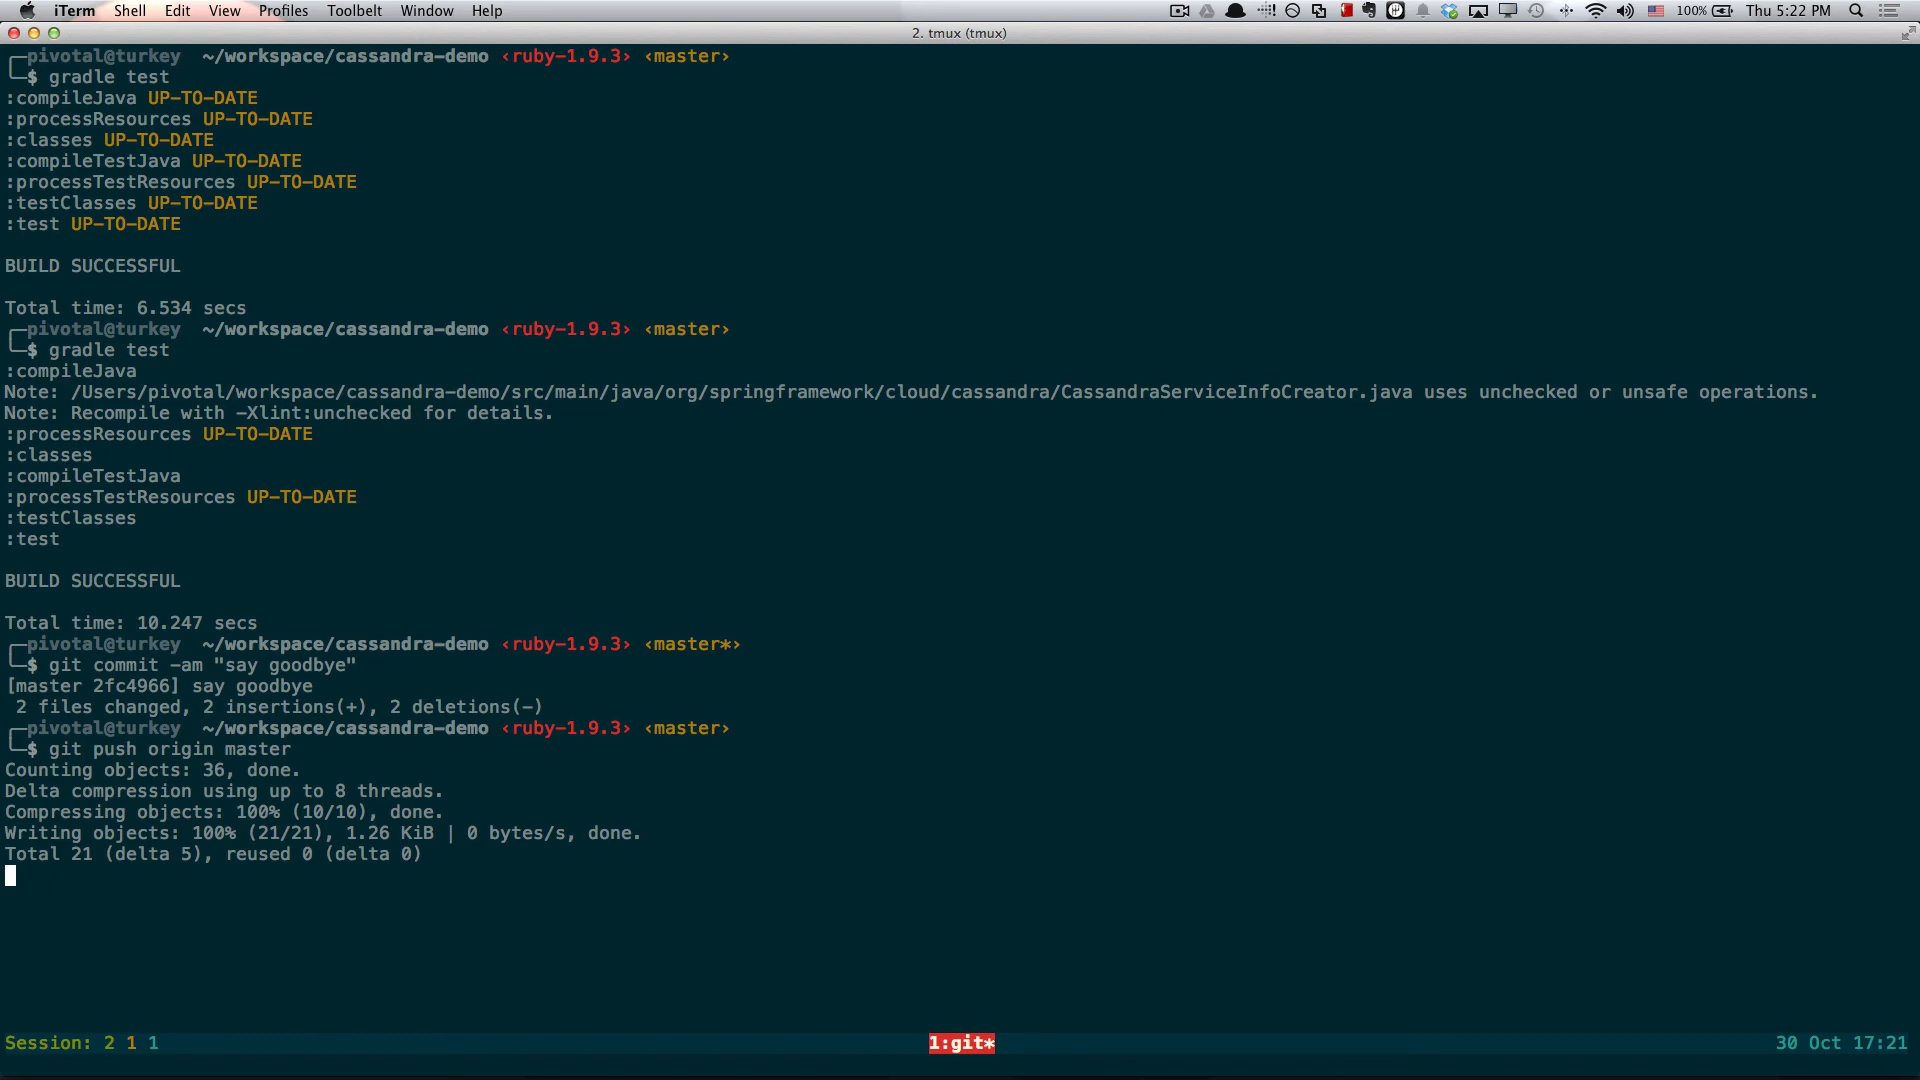 iTerm Shell Edit View Profiles Toolbelt Window Help 100% Thu 5:22 PM
2. tmux (tmux)
pivotal@turkey ~/workspace/cassandra-demo ‹ruby-1.9.3› ‹master›
$ gradle test
:compileJava UP-TO-DATE
:processResources UP-TO-DATE
:classes UP-TO-DATE
:compileTestJava UP-TO-DATE
:processTestResources UP-TO-DATE
:testClasses UP-TO-DATE
:test UP-TO-DATE
BUILD SUCCESSFUL
Total time: 6.534 secs
pivotal@turkey ~/workspace/cassandra-demo ‹ruby-1.9.3› ‹master›
$ gradle test
:compileJava
Note: /Users/pivotal/workspace/cassandra-demo/src/main/java/org/springframework/cloud/cassandra/CassandraServiceInfoCreator.java uses unchecked or unsafe operations.
Note: Recompile with -Xlint:unchecked for details.
:processResources UP-TO-DATE
:classes
:compileTestJava
:processTestResources UP-TO-DATE
:testClasses
:test
BUILD SUCCESSFUL
Total time: 10.247 secs
pivotal@turkey ~/workspace/cassandra-demo ‹ruby-1.9.3› ‹master*›
$ git commit -am "say goodbye"
[master 2fc4966] say goodbye
2 files changed, 2 insertions(+), 2 deletions(-)
pivotal@turkey ~/workspace/cassandra-demo ‹ruby-1.9.3› ‹master›
$ git push origin master
Counting objects: 36, done.
Delta compression using up to 8 threads.
Compressing objects: 100% (10/10), done.
Writing objects: 100% (21/21), 1.26 KiB | 0 bytes/s, done.
Total 21 (delta 5), reused 0 (delta 0)
Session: 2 1 1 1:git* 30 Oct 17:21